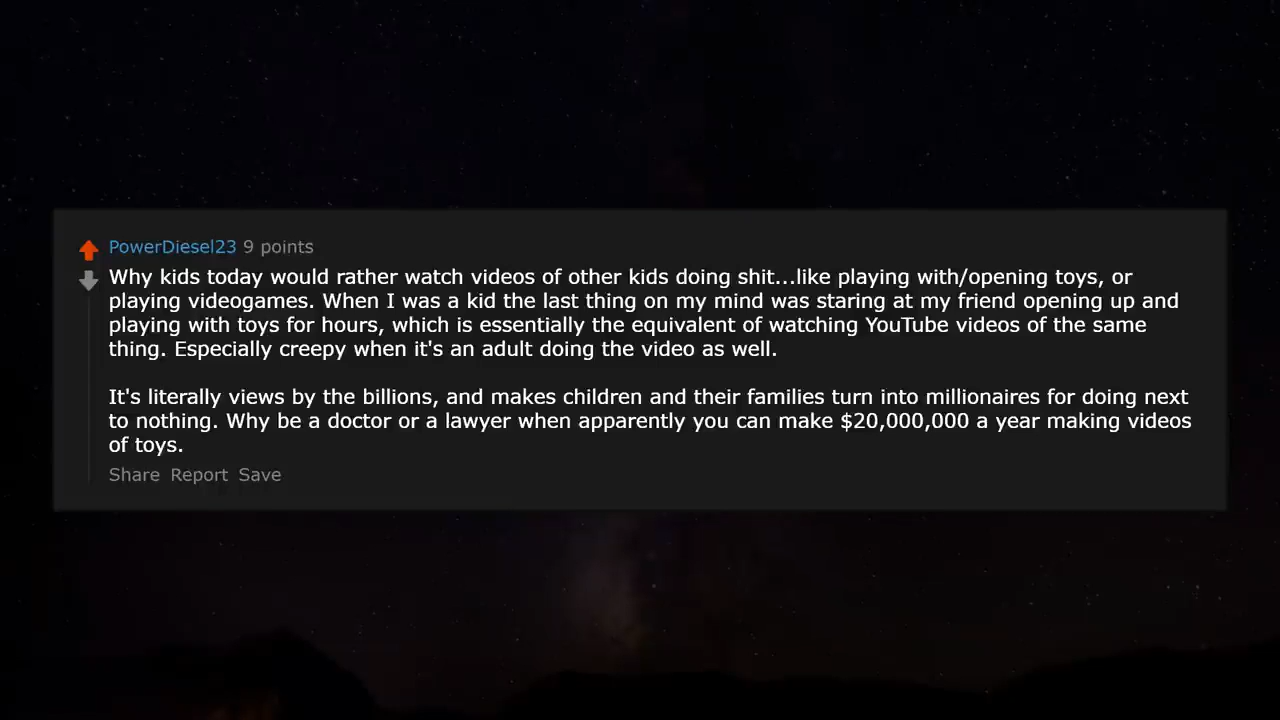 PowerDiesel23 9 points
Why kids today would rather watch videos of other kids doing shit...like playing with/opening toys, or
playing videogames. When I was a kid the last thing on my mind was staring at my friend opening up and
playing with toys for hours, which is essentially the equivalent of watching YouTube videos of the same
thing. Especially creepy when it's an adult doing the video as well.
It's literally views by the billions, and makes children and their families turn into millionaires for doing next
to nothing. Why be a doctor or a lawyer when apparently you can make $20,000,000 a year making videos
of toys.
Share Report Save